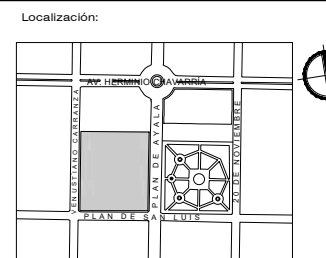 Localización:
AV. HERMINIO CHAVARRÍA
VENUSTIANO CARRANZA
PLAN DE AYALA
20 DE NOVIEMBRE
PLAN DE SAN LUIS